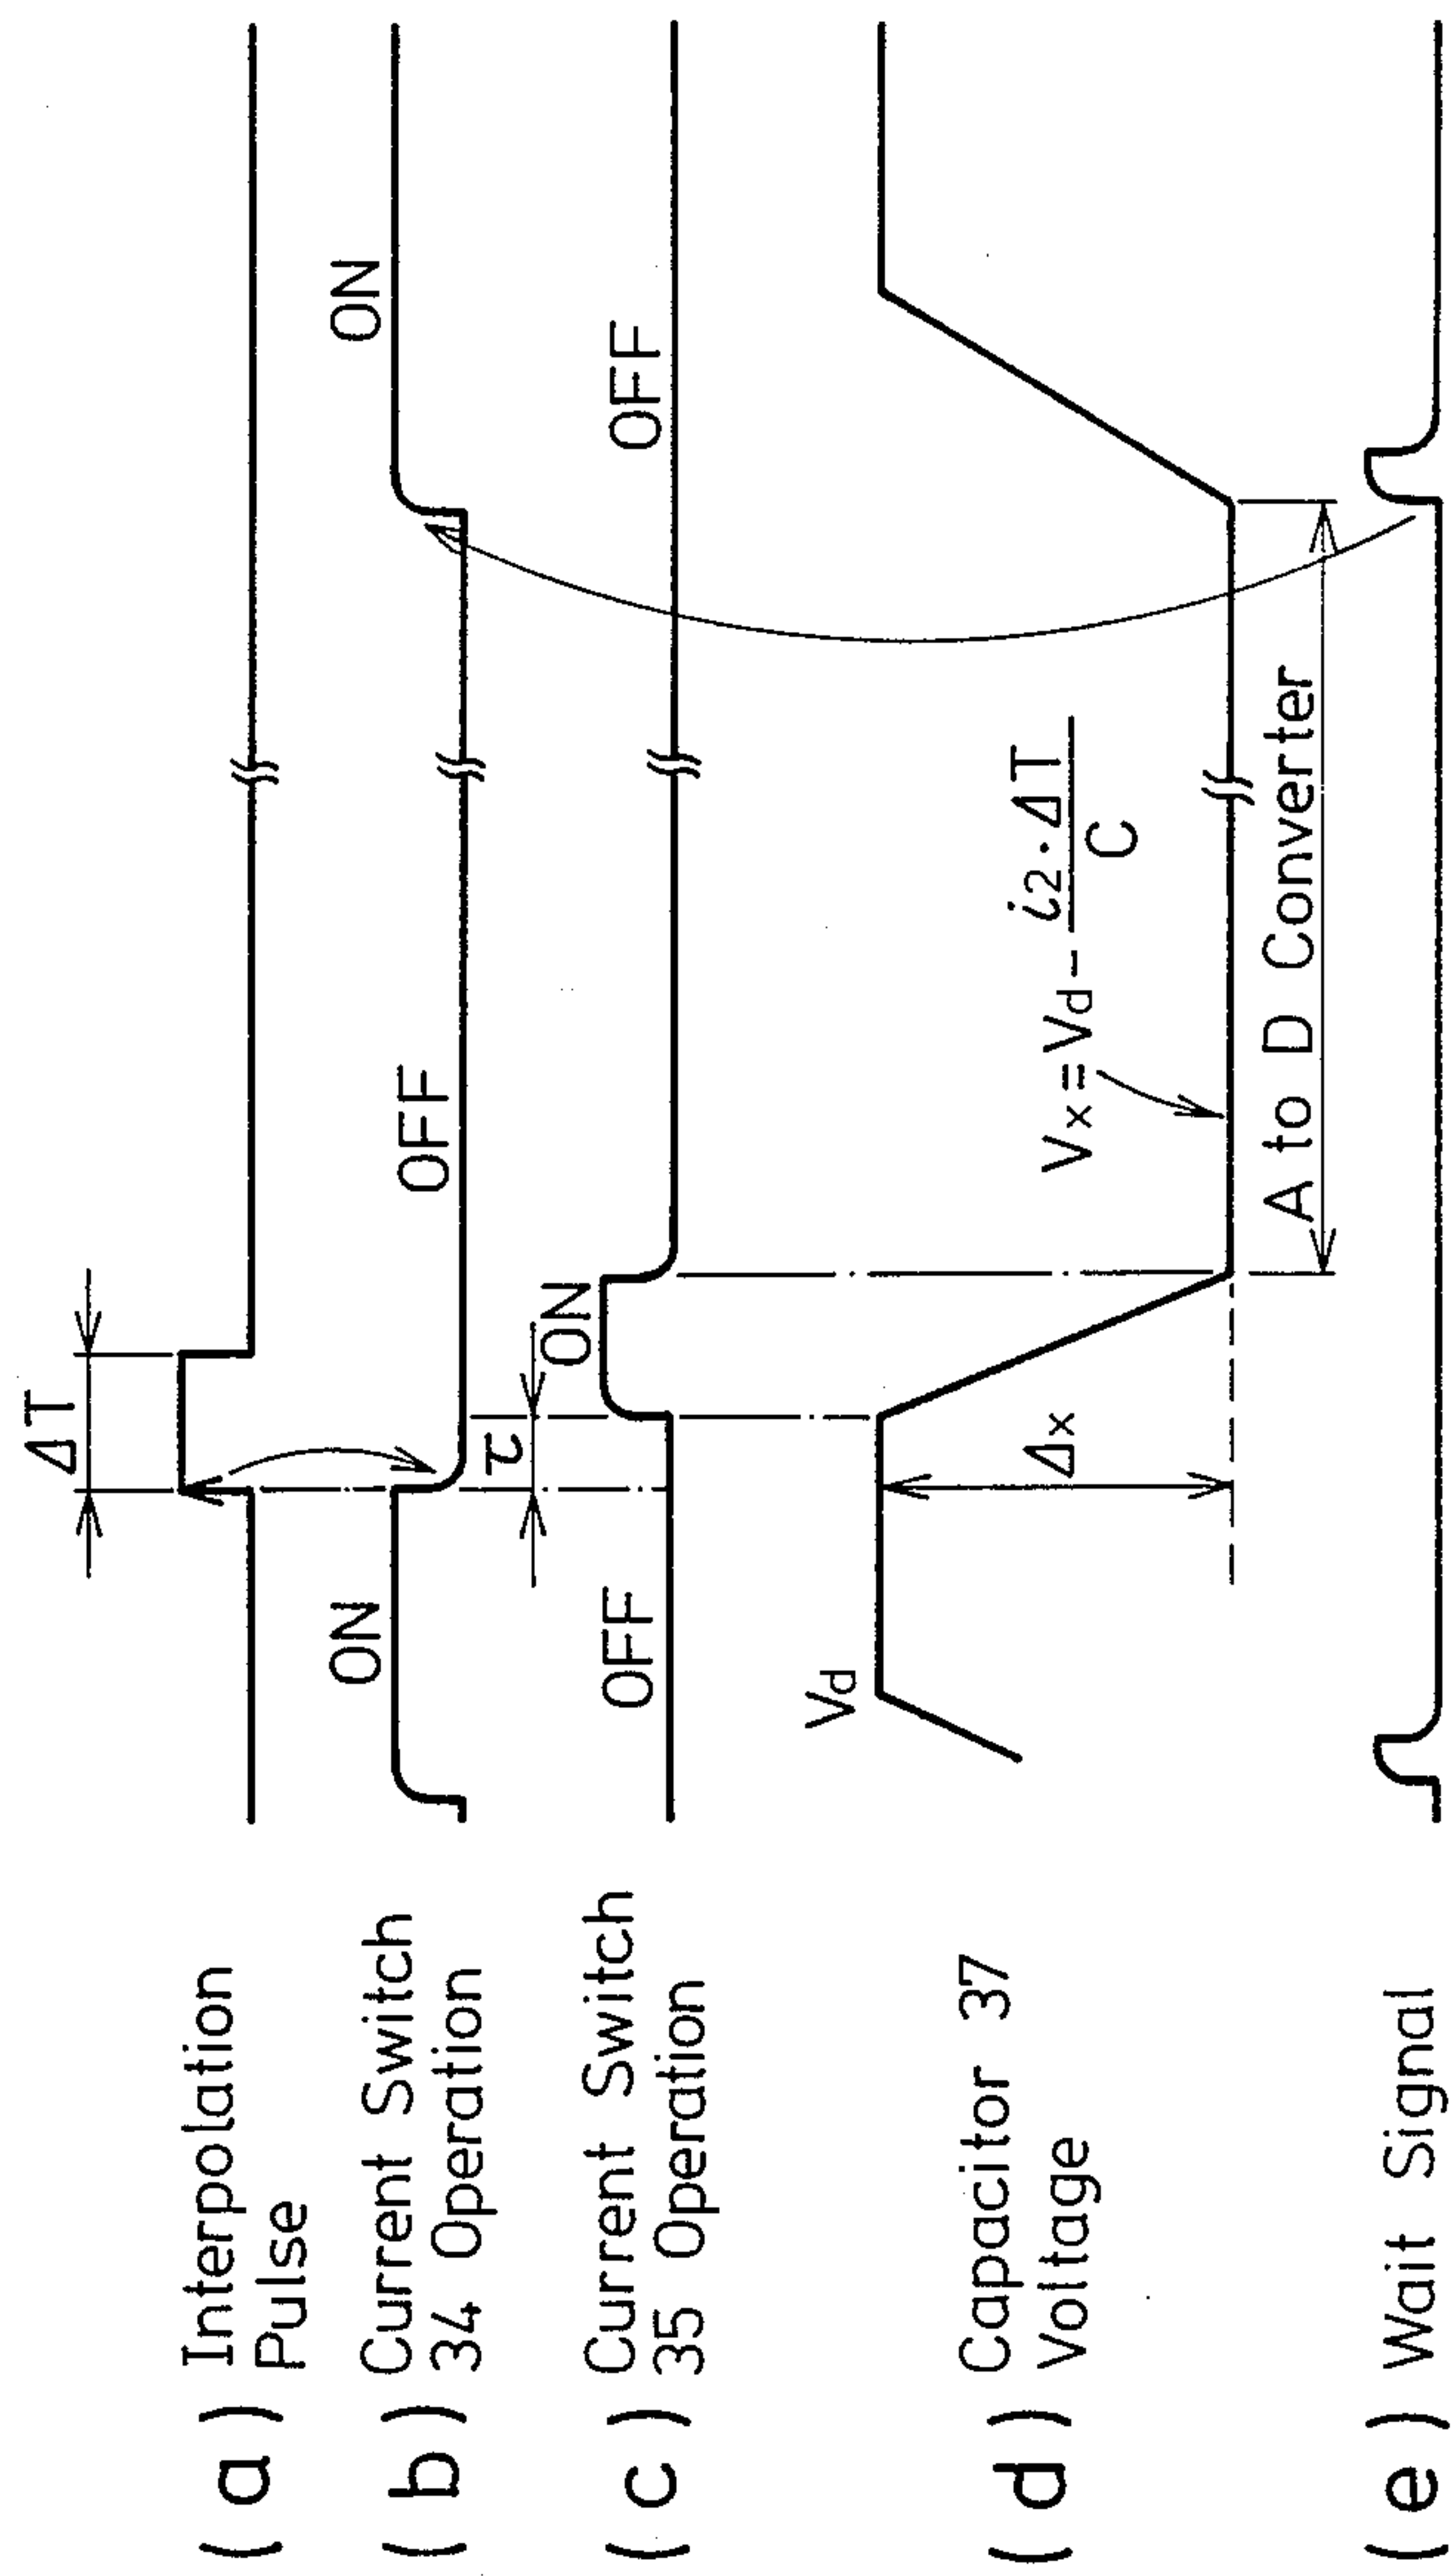 (a) Interpolation
Pulse
ΔT
(b) Current Switch
34 Operation
ON
OFF
ON
τ
(c) Current Switch
35 Operation
OFF
ON
OFF
(d) Capacitor 37
Voltage
Vd
Δx
Vx = Vd - i2·ΔT
C
A to D Converter
(e) Wait Signal